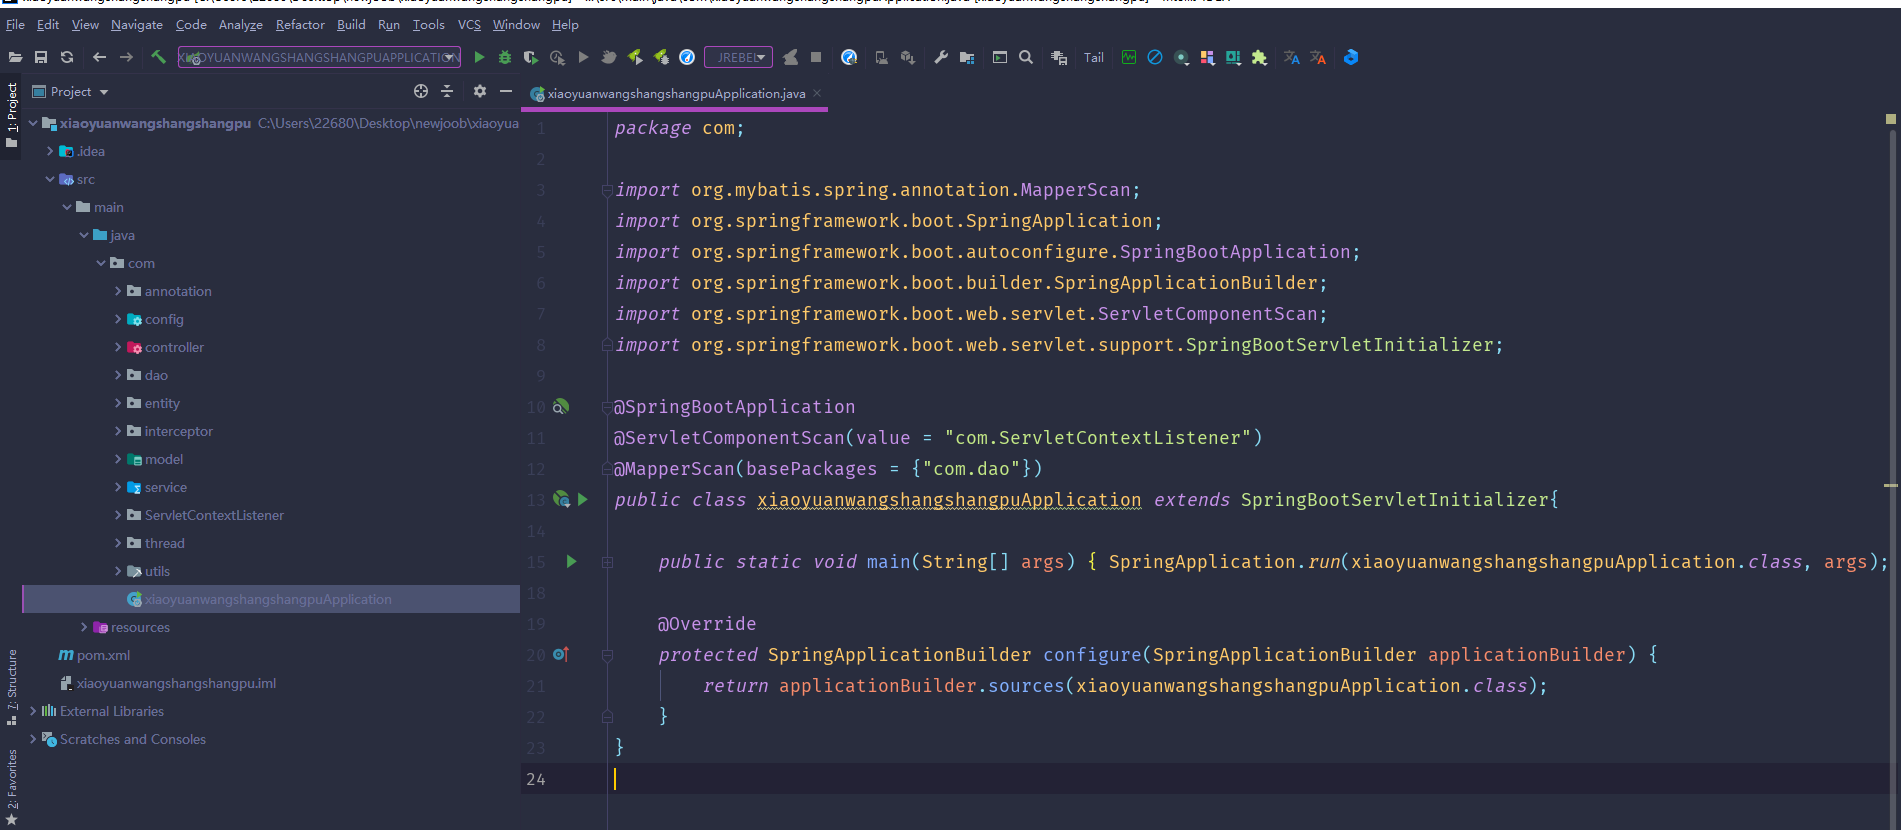 File Edit View Navigate Code Analyze Refactor Build Run Tools VCS Window Help
XIAOYUANWANGSHANGSHANGPUAPPLICATION
JREBEL
Tail
1: Project
7: Structure
2: Favorites
Project
xiaoyuanwangshangshangpu C:\Users\22680\Desktop\newjoob\xiaoyua
.idea
src
main
java
com
annotation
config
controller
dao
entity
interceptor
model
service
ServletContextListener
thread
utils
xiaoyuanwangshangshangpuApplication
resources
pom.xml
xiaoyuanwangshangshangpu.iml
External Libraries
Scratches and Consoles
xiaoyuanwangshangshangpuApplication.java
1 package com;
2
3 import org.mybatis.spring.annotation.MapperScan;
4 import org.springframework.boot.SpringApplication;
5 import org.springframework.boot.autoconfigure.SpringBootApplication;
6 import org.springframework.boot.builder.SpringApplicationBuilder;
7 import org.springframework.boot.web.servlet.ServletComponentScan;
8 import org.springframework.boot.web.servlet.support.SpringBootServletInitializer;
9
10 @SpringBootApplication
11 @ServletComponentScan(value = "com.ServletContextListener")
12 @MapperScan(basePackages = {"com.dao"})
13 public class xiaoyuanwangshangshangpuApplication extends SpringBootServletInitializer{
14
15 public static void main(String[] args) { SpringApplication.run(xiaoyuanwangshangshangpuApplication.class, args);
18
19 @Override
20 protected SpringApplicationBuilder configure(SpringApplicationBuilder applicationBuilder) {
21 return applicationBuilder.sources(xiaoyuanwangshangshangpuApplication.class);
22 }
23 }
24